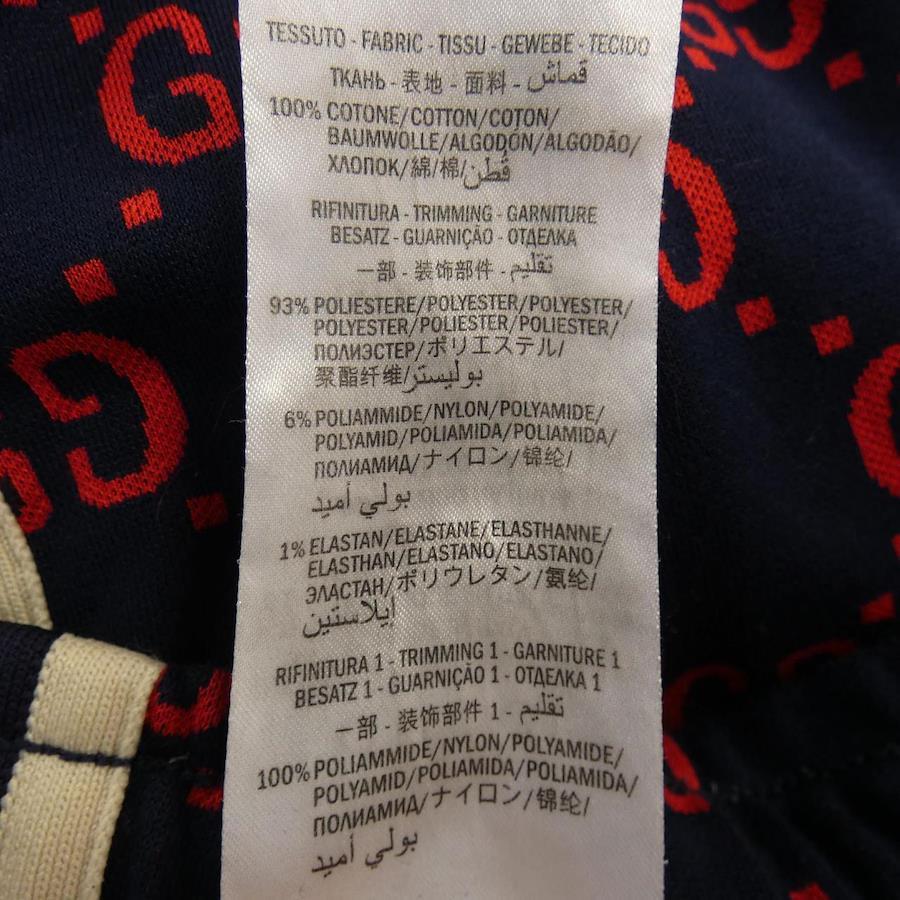 TESSUTO - FABRIC - TISSU - GEWEBE - TECIDO
ТКАНЬ - 表地 - 面料 - قماش
100% COTONE/COTTON/COTON/
BAUMWOLLE/ALGODÓN/ALGODÃO/
ХЛОПОК/綿/棉/قطن
RIFINITURA - TRIMMING - GARNITURE
BESATZ - GUARNIÇÃO - ОТДЕЛКА
一部 - 装饰部件 - تقليم
93% POLIESTERE/POLYESTER/POLYESTER/
POLYESTER/POLIESTER/POLIESTER/
ПОЛИЭСТЕР/ポリエステル/
聚酯纤维/بوليستر
6% POLIAMMIDE/NYLON/POLYAMIDE/
POLYAMID/POLIAMIDA/POLIAMIDA/
ПОЛИАМИД/ナイロン/锦纶/
بولي أميد
1% ELASTAN/ELASTANE/ELASTHANNE/
ELASTHAN/ELASTANO/ELASTANO/
ЭЛАСТАН/ポリウレタン/氨纶/
إيلاستين
RIFINITURA 1 - TRIMMING 1 - GARNITURE 1
BESATZ 1 - GUARNIÇÃO 1 - ОТДЕЛКА 1
一部 - 装饰部件 1 - تقليم
100% POLIAMMIDE/NYLON/POLYAMIDE/
POLYAMID/POLIAMIDA/POLIAMIDA/
ПОЛИАМИД/ナイロン/锦纶/
بولي أميد